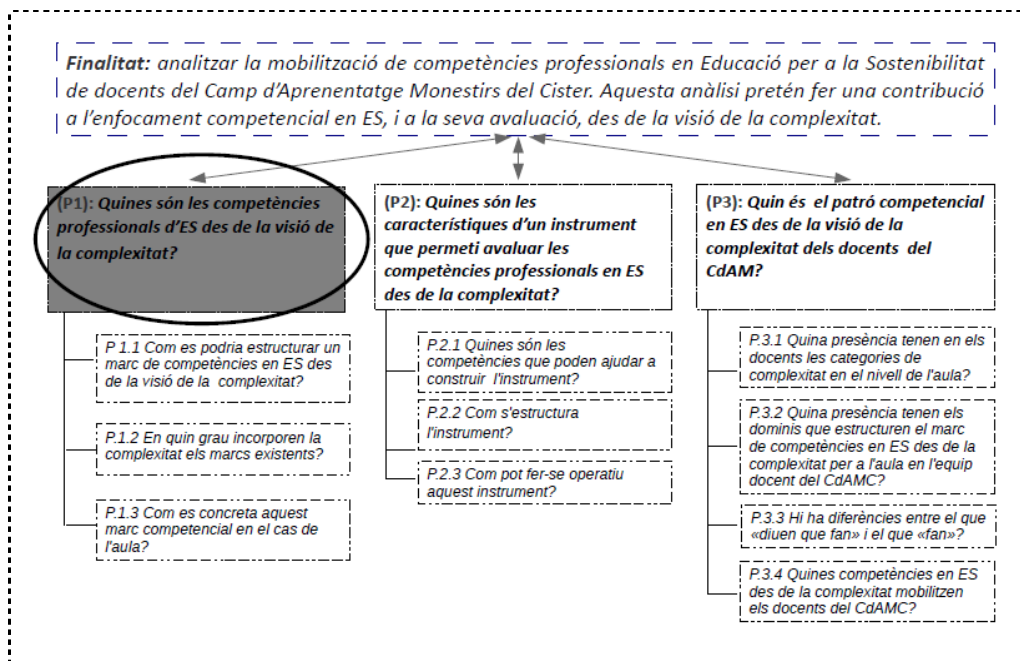 Finalitat: analitzar la mobilització de competències professionals en Educació per a la Sostenibilitat
de docents del Camp d'Aprenentatge Monestirs del Cister. Aquesta anàlisi pretén fer una contribució
a l'enfocament competencial en ES, i a la seva avaluació, des de la visió de la complexitat.
(P1): Quines són les competències
professionals d'ES des de la visió de
la complexitat?
P 1.1 Com es podria estructurar un
marc de competències en ES des
de la visió de la complexitat?
P.1.2 En quin grau incorporen la
complexitat els marcs existents?
P.1.3 Com es concreta aquest
marc competencial en el cas de
l'aula?
(P2): Quines són les
característiques d'un instrument
que permeti avaluar les
competències professionals en ES
des de la complexitat?
P.2.1 Quines són les
competències que poden ajudar a
construir l'instrument?
P.2.2 Com s'estructura
l'instrument?
P.2.3 Com pot fer-se operatiu
aquest instrument?
(P3): Quin és el patró competencial
en ES des de la visió de la
complexitat dels docents del
CdAM?
P.3.1 Quina presència tenen en els
docents les categories de
complexitat en el nivell de l'aula?
P.3.2 Quina presència tenen els
dominis que estructuren el marc
de competències en ES des de la
complexitat per a l'aula en l'equip
docent del CdAMC?
P.3.3 Hi ha diferències entre el que
«diuen que fan» i el que «fan»?
P.3.4 Quines competències en ES
des de la complexitat mobilitzen
els docents del CdAMC?